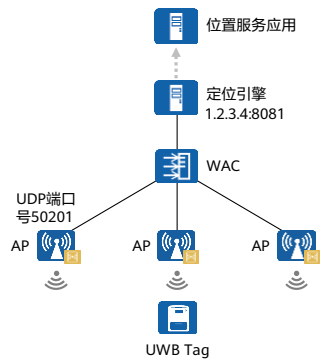 位置服务应用
定位引擎
1.2.3.4:8081
WAC
UDP端口
号50201
AP
AP
AP
UWB Tag